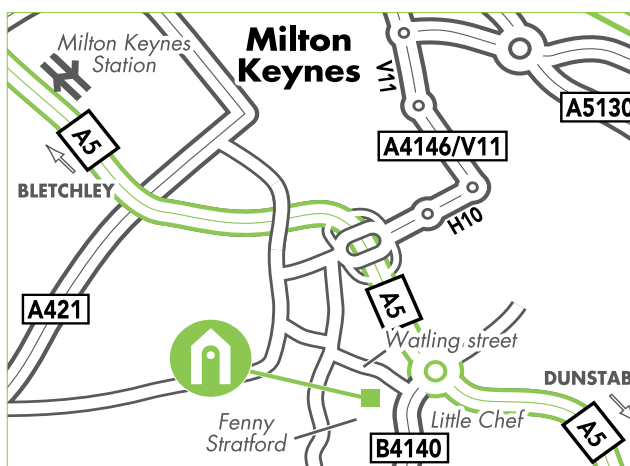 Milton Keynes
Station
Milton
Keynes
V11
A5130
A5
A4146/V11
BLETCHLEY
H10
A421
A5
Watling street
DUNSTAB
Fenny
Stratford
Little Chef
A5
B4140